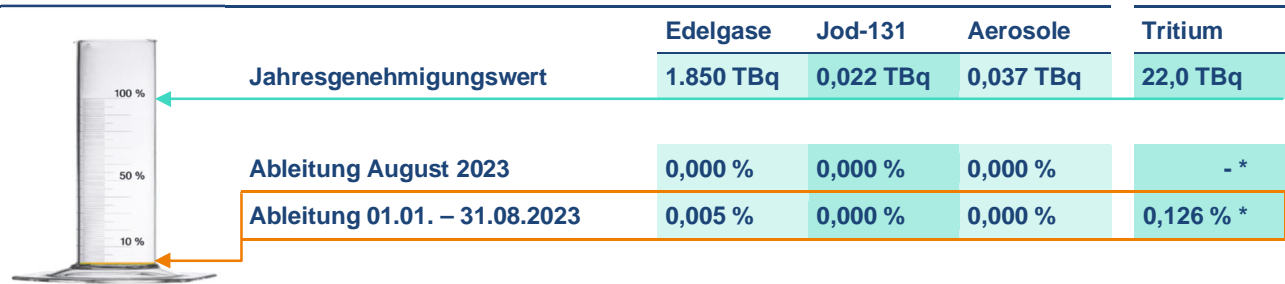 Edelgase Jod-131 Aerosole Tritium
Jahresgenehmigungswert 1.850 TBq 0,022 TBq 0,037 TBq 22,0 TBq
100 %
Ableitung August 2023 0,000 % 0,000 % 0,000 % - *
50 %
Ableitung 01.01. – 31.08.2023 0,005 % 0,000 % 0,000 % 0,126 % *
10 %